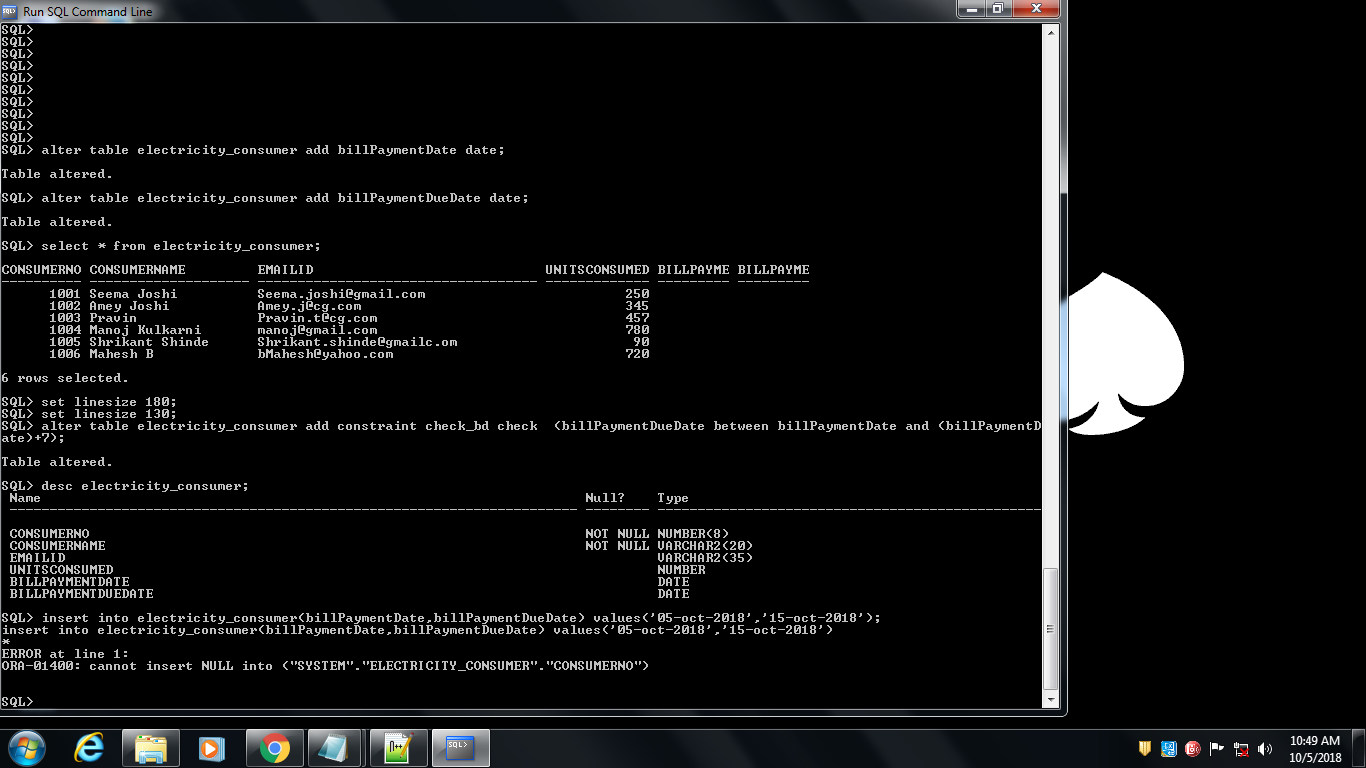 Run SQL Command Line
SQL>
SQL>
SQL>
SQL>
SQL>
SQL>
SQL>
SQL>
SQL>
SQL>
SQL> alter table electricity_consumer add billPaymentDate date;
Table altered.
SQL> alter table electricity_consumer add billPaymentDueDate date;
Table altered.
SQL> select * from electricity_consumer;
CONSUMERNO CONSUMERNAME EMAILID UNITSCONSUMED BILLPAYME BILLPAYME
---------- -------------------- ----------------------------------- ------------- --------- ---------
1001 Seema Joshi Seema.joshi@gmail.com 250
1002 Amey Joshi Amey.j@cg.com 345
1003 Pravin Pravin.t@cg.com 457
1004 Manoj Kulkarni manoj@gmail.com 780
1005 Shrikant Shinde Shrikant.shinde@gmailc.om 90
1006 Mahesh B bMahesh@yahoo.com 720
6 rows selected.
SQL> set linesize 180;
SQL> set linesize 130;
SQL> alter table electricity_consumer add constraint check_bd check  (billPaymentDueDate between billPaymentDate and (billPaymentD
ate)+7);
Table altered.
SQL> desc electricity_consumer;
Name Null? Type
----------------------------------------------------------------------- -------- ------------------------------------------------
CONSUMERNO NOT NULL NUMBER(8)
CONSUMERNAME NOT NULL VARCHAR2(20)
EMAILID VARCHAR2(35)
UNITSCONSUMED NUMBER
BILLPAYMENTDATE DATE
BILLPAYMENTDUEDATE DATE
SQL> insert into electricity_consumer(billPaymentDate,billPaymentDueDate) values('05-oct-2018','15-oct-2018');
insert into electricity_consumer(billPaymentDate,billPaymentDueDate) values('05-oct-2018','15-oct-2018')
*
ERROR at line 1:
ORA-01400: cannot insert NULL into ("SYSTEM"."ELECTRICITY_CONSUMER"."CONSUMERNO")
SQL>
SQL>
10:49 AM
10/5/2018